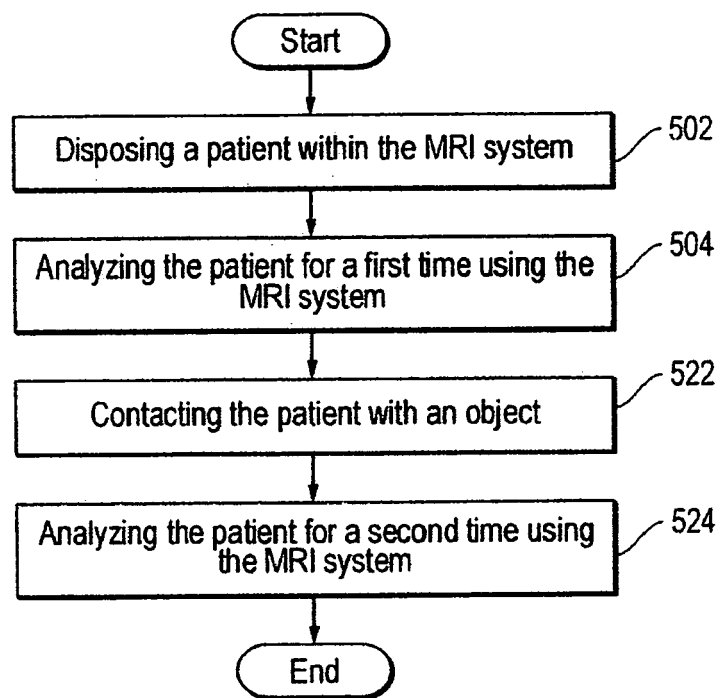 Start
Disposing a patient within the MRI system
502
Analyzing the patient for a first time using the
MRI system
504
Contacting the patient with an object
522
Analyzing the patient for a second time using
the MRI system
524
End